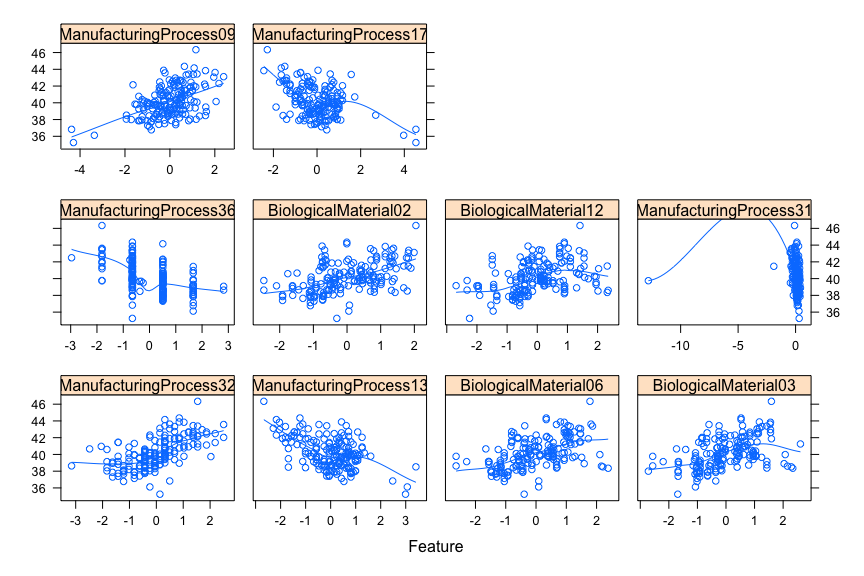 ManufacturingProcess09 ManufacturingProcess17
46
44
42
40
38
36
-4 -2 0 2 -2 0 2 4
ManufacturingProcess36 BiologicalMaterial02 BiologicalMaterial12 ManufacturingProcess31
46
44
42
40
38
36
-3 -2 -1 0 1 2 3 -2 -1 0 1 2 -2 -1 0 1 2 -10 -5 0
ManufacturingProcess32 ManufacturingProcess13 BiologicalMaterial06 BiologicalMaterial03
46
44
42
40
38
36
-3 -2 -1 0 1 2 -2 -1 0 1 2 3 -2 -1 0 1 2 -2 -1 0 1 2
Feature